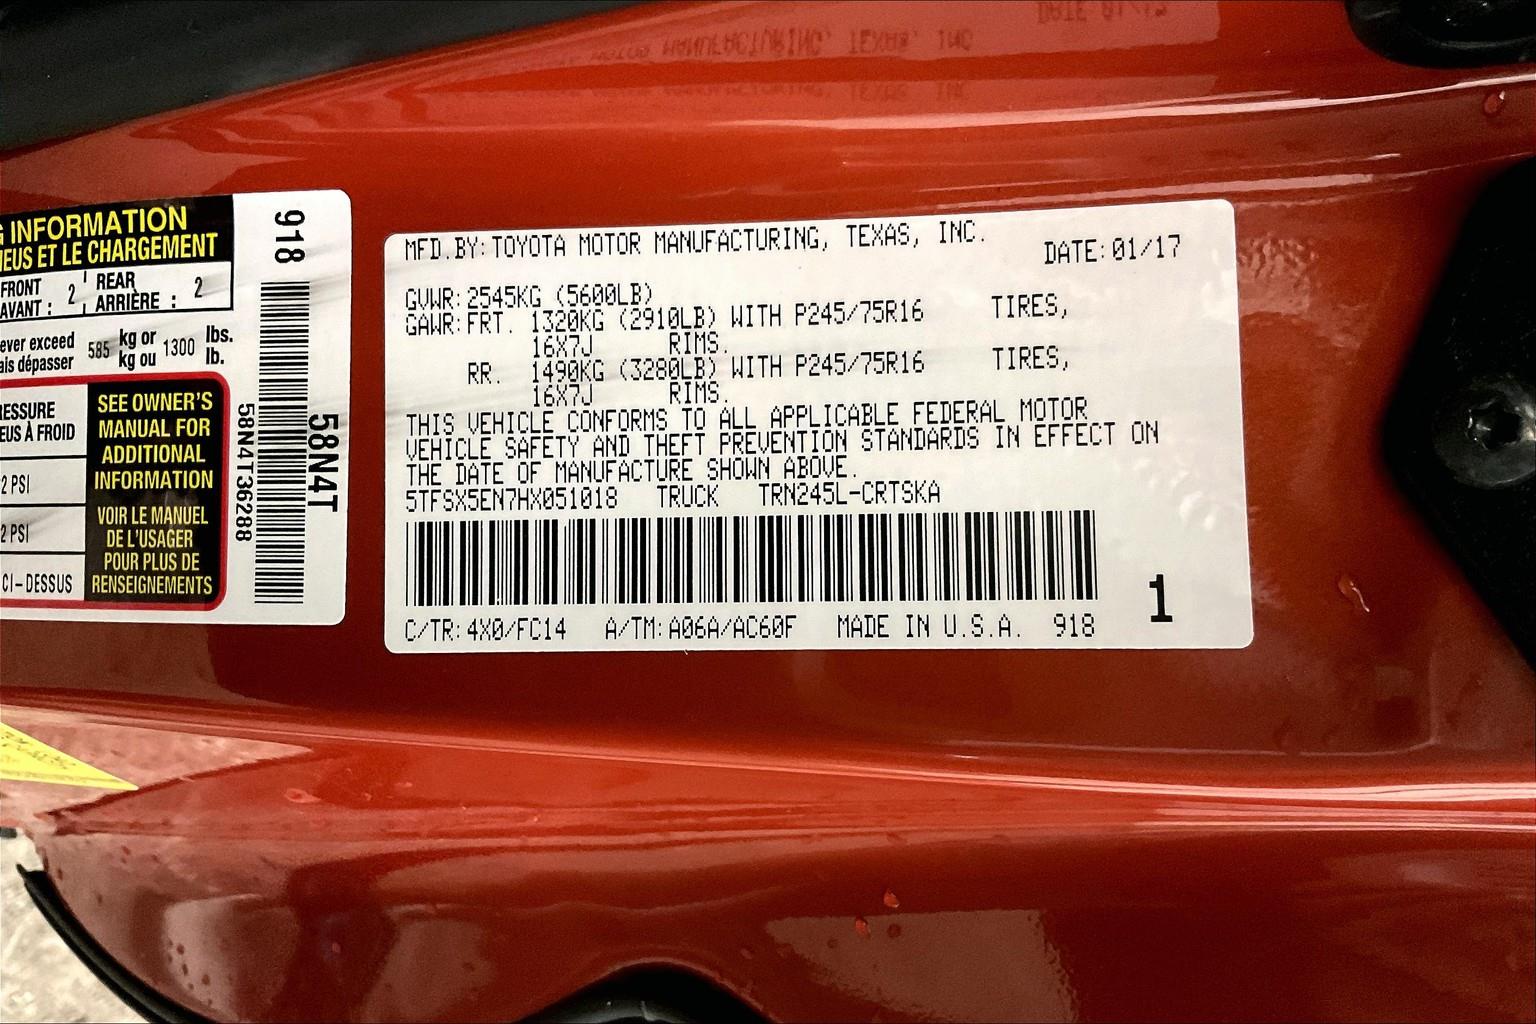 INFORMATION
EUS ET LE CHARGEMENT
FRONT
AVANT : 2
REAR
ARRIÈRE : 2
ever exceed
ais dépasser
585
kg or
kg ou
1300
lbs.
lb.
RESSURE
EUS À FROID
2 PSI
2 PSI
CI-DESSUS
SEE OWNER'S
MANUAL FOR
ADDITIONAL
INFORMATION
VOIR LE MANUEL
DE L'USAGER
POUR PLUS DE
RENSEIGNEMENTS
918
58N4T36288
58N4T
MFD.BY:TOYOTA MOTOR MANUFACTURING, TEXAS, INC. DATE:01/17
GVWR:2545KG (5600LB)
GAWR:FRT. 1320KG (2910LB) WITH P245/75R16 TIRES,
16X7J RIMS.
RR. 1490KG (3280LB) WITH P245/75R16 TIRES,
16X7J RIMS.
THIS VEHICLE CONFORMS TO ALL APPLICABLE FEDERAL MOTOR
VEHICLE SAFETY AND THEFT PREVENTION STANDARDS IN EFFECT ON
THE DATE OF MANUFACTURE SHOWN ABOVE.
5TFSX5EN7HX051018 TRUCK TRN245L-CRTSKA
C/TR:4X0/FC14 A/TM:A06A/AC60F MADE IN U.S.A. 918
1